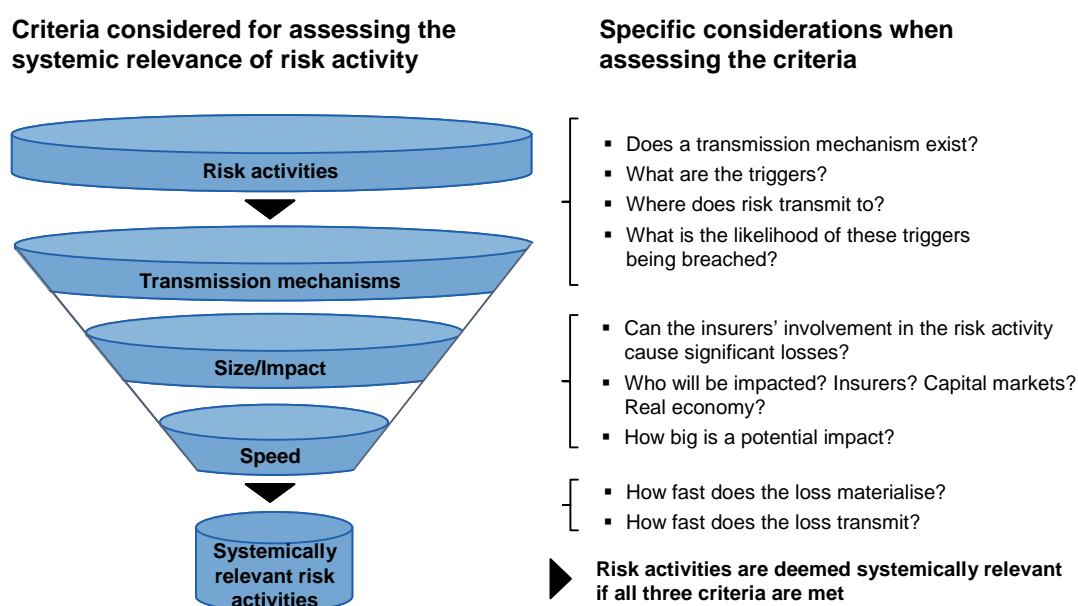 Criteria considered for assessing the
systemic relevance of risk activity
Risk activities
Transmission mechanisms
Size/Impact
Speed
Systemically
relevant risk
activities
Specific considerations when
assessing the criteria
▪ Does a transmission mechanism exist?
▪ What are the triggers?
▪ Where does risk transmit to?
▪ What is the likelihood of these triggers
being breached?
▪ Can the insurers’ involvement in the risk activity
cause significant losses?
▪ Who will be impacted? Insurers? Capital markets?
Real economy?
▪ How big is a potential impact?
▪ How fast does the loss materialise?
▪ How fast does the loss transmit?
Risk activities are deemed systemically relevant
if all three criteria are met